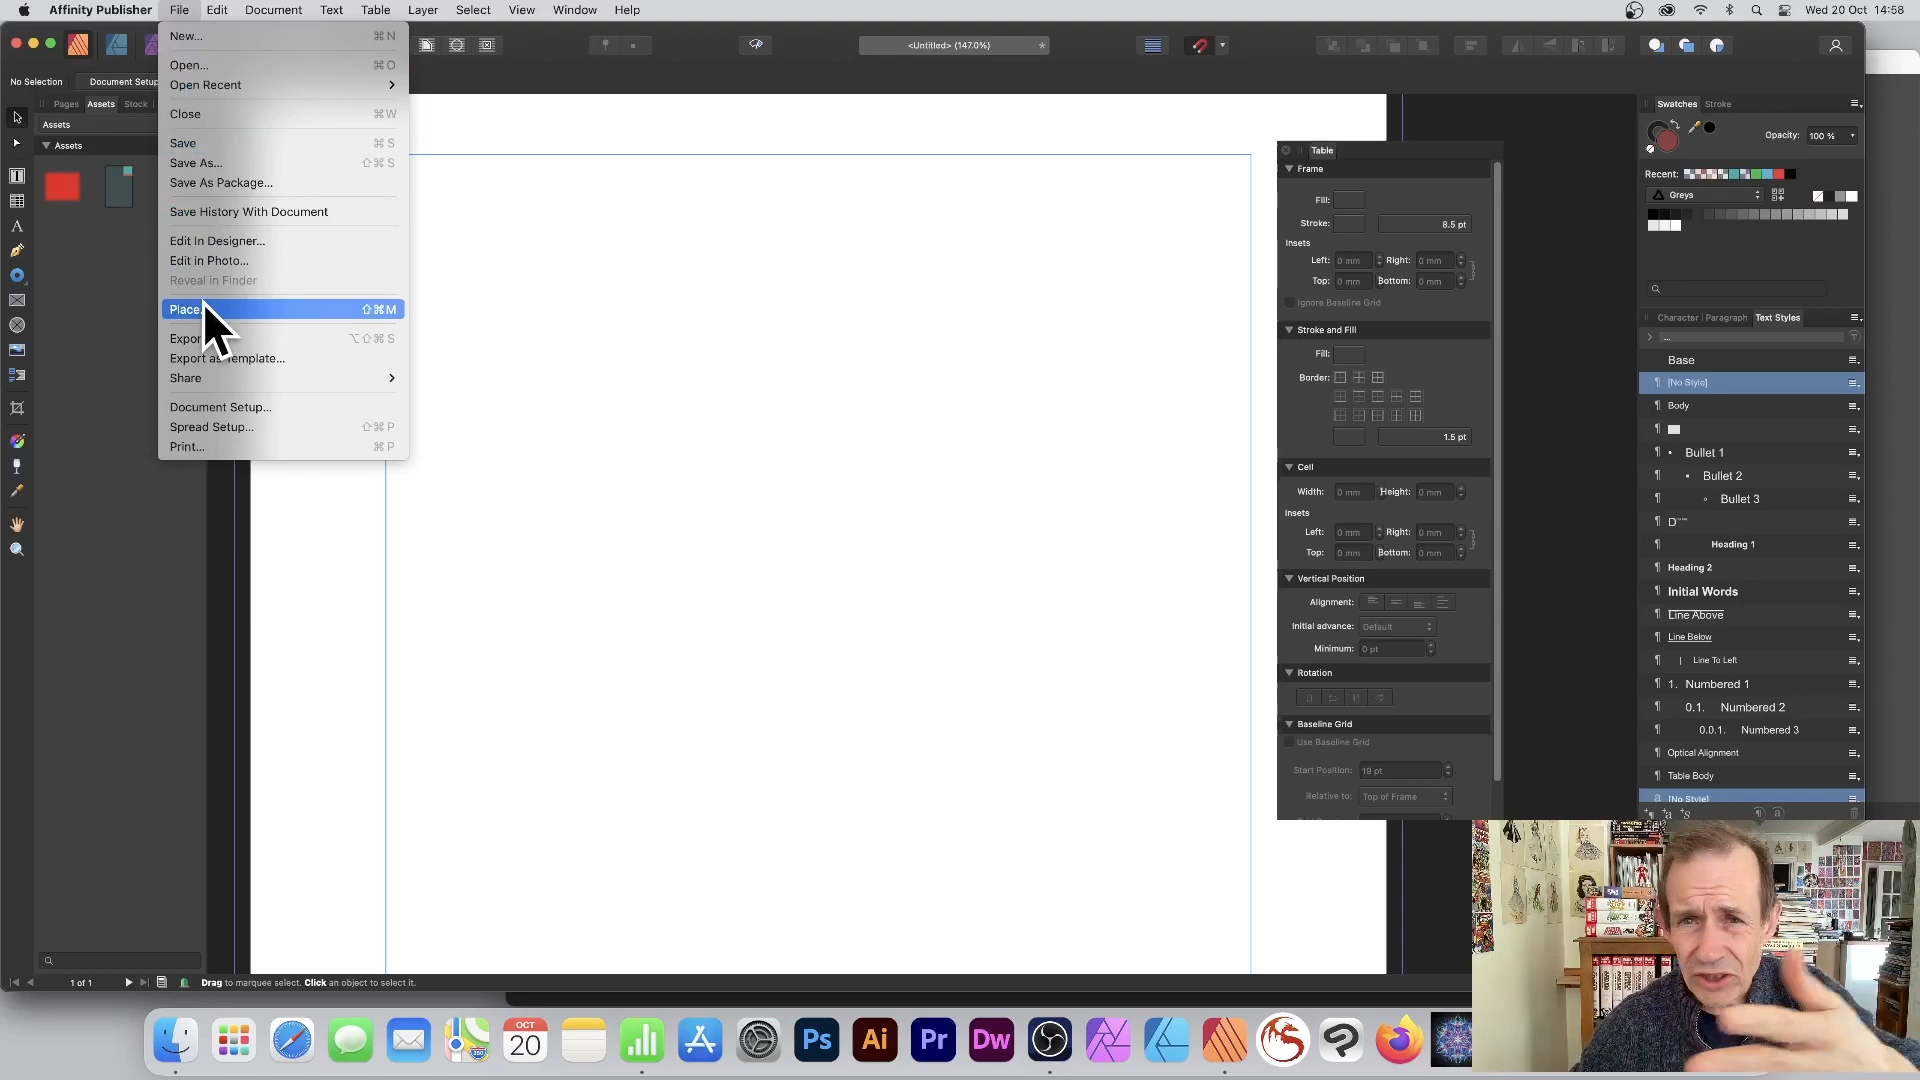 Affinity Publisher File Edit Document Text Table Layer Select View Window Help
Wed 20 Oct 14:58
<Untitled> (147.0%)
No Selection
Document Setup
Pages Assets Stock
Assets
Assets
New... ⌘ N
Open... ⌘ O
Open Recent
Close ⌘ W
Save ⌘ S
Save As... ⇧ ⌘ S
Save As Package...
Save History With Document
Edit In Designer...
Edit in Photo...
Reveal in Finder
Place. ⇧ ⌘ M
Expor ⌥ ⇧ ⌘ S
Export as Template...
Share
Document Setup...
Spread Setup... ⇧ ⌘ P
Print... ⌘ P
Table
Frame
Fill:
Stroke: 8.5 pt
Insets
Left: 0 mm Right: 0 mm
Top: 0 mm Bottom: 0 mm
Ignore Baseline Grid
Stroke and Fill
Fill:
Border:
1.5 pt
Cell
Width: 0 mm Height: 0 mm
Insets
Left: 0 mm Right: 0 mm
Top: 0 mm Bottom: 0 mm
Vertical Position
Alignment:
Initial advance: Default
Minimum: 0 pt
Rotation
Baseline Grid
Use Baseline Grid
Start Position: 19 pt
Relative to: Top of Frame
Swatches Stroke
Opacity: 100 %
Recent:
Greys
Character Paragraph Text Styles
...
Base
[No Style]
Body
• Bullet 1
• Bullet 2
◦ Bullet 3
Heading 1
Heading 2
Initial Words
Line Above
Line Below
| Line To Left
1. Numbered 1
0.1. Numbered 2
0.0.1. Numbered 3
Optical Alignment
Table Body
a [No Style]
1 of 1
Drag to marquee select. Click an object to select it.
OCT
20
Ps
Ai
Pr
Dw